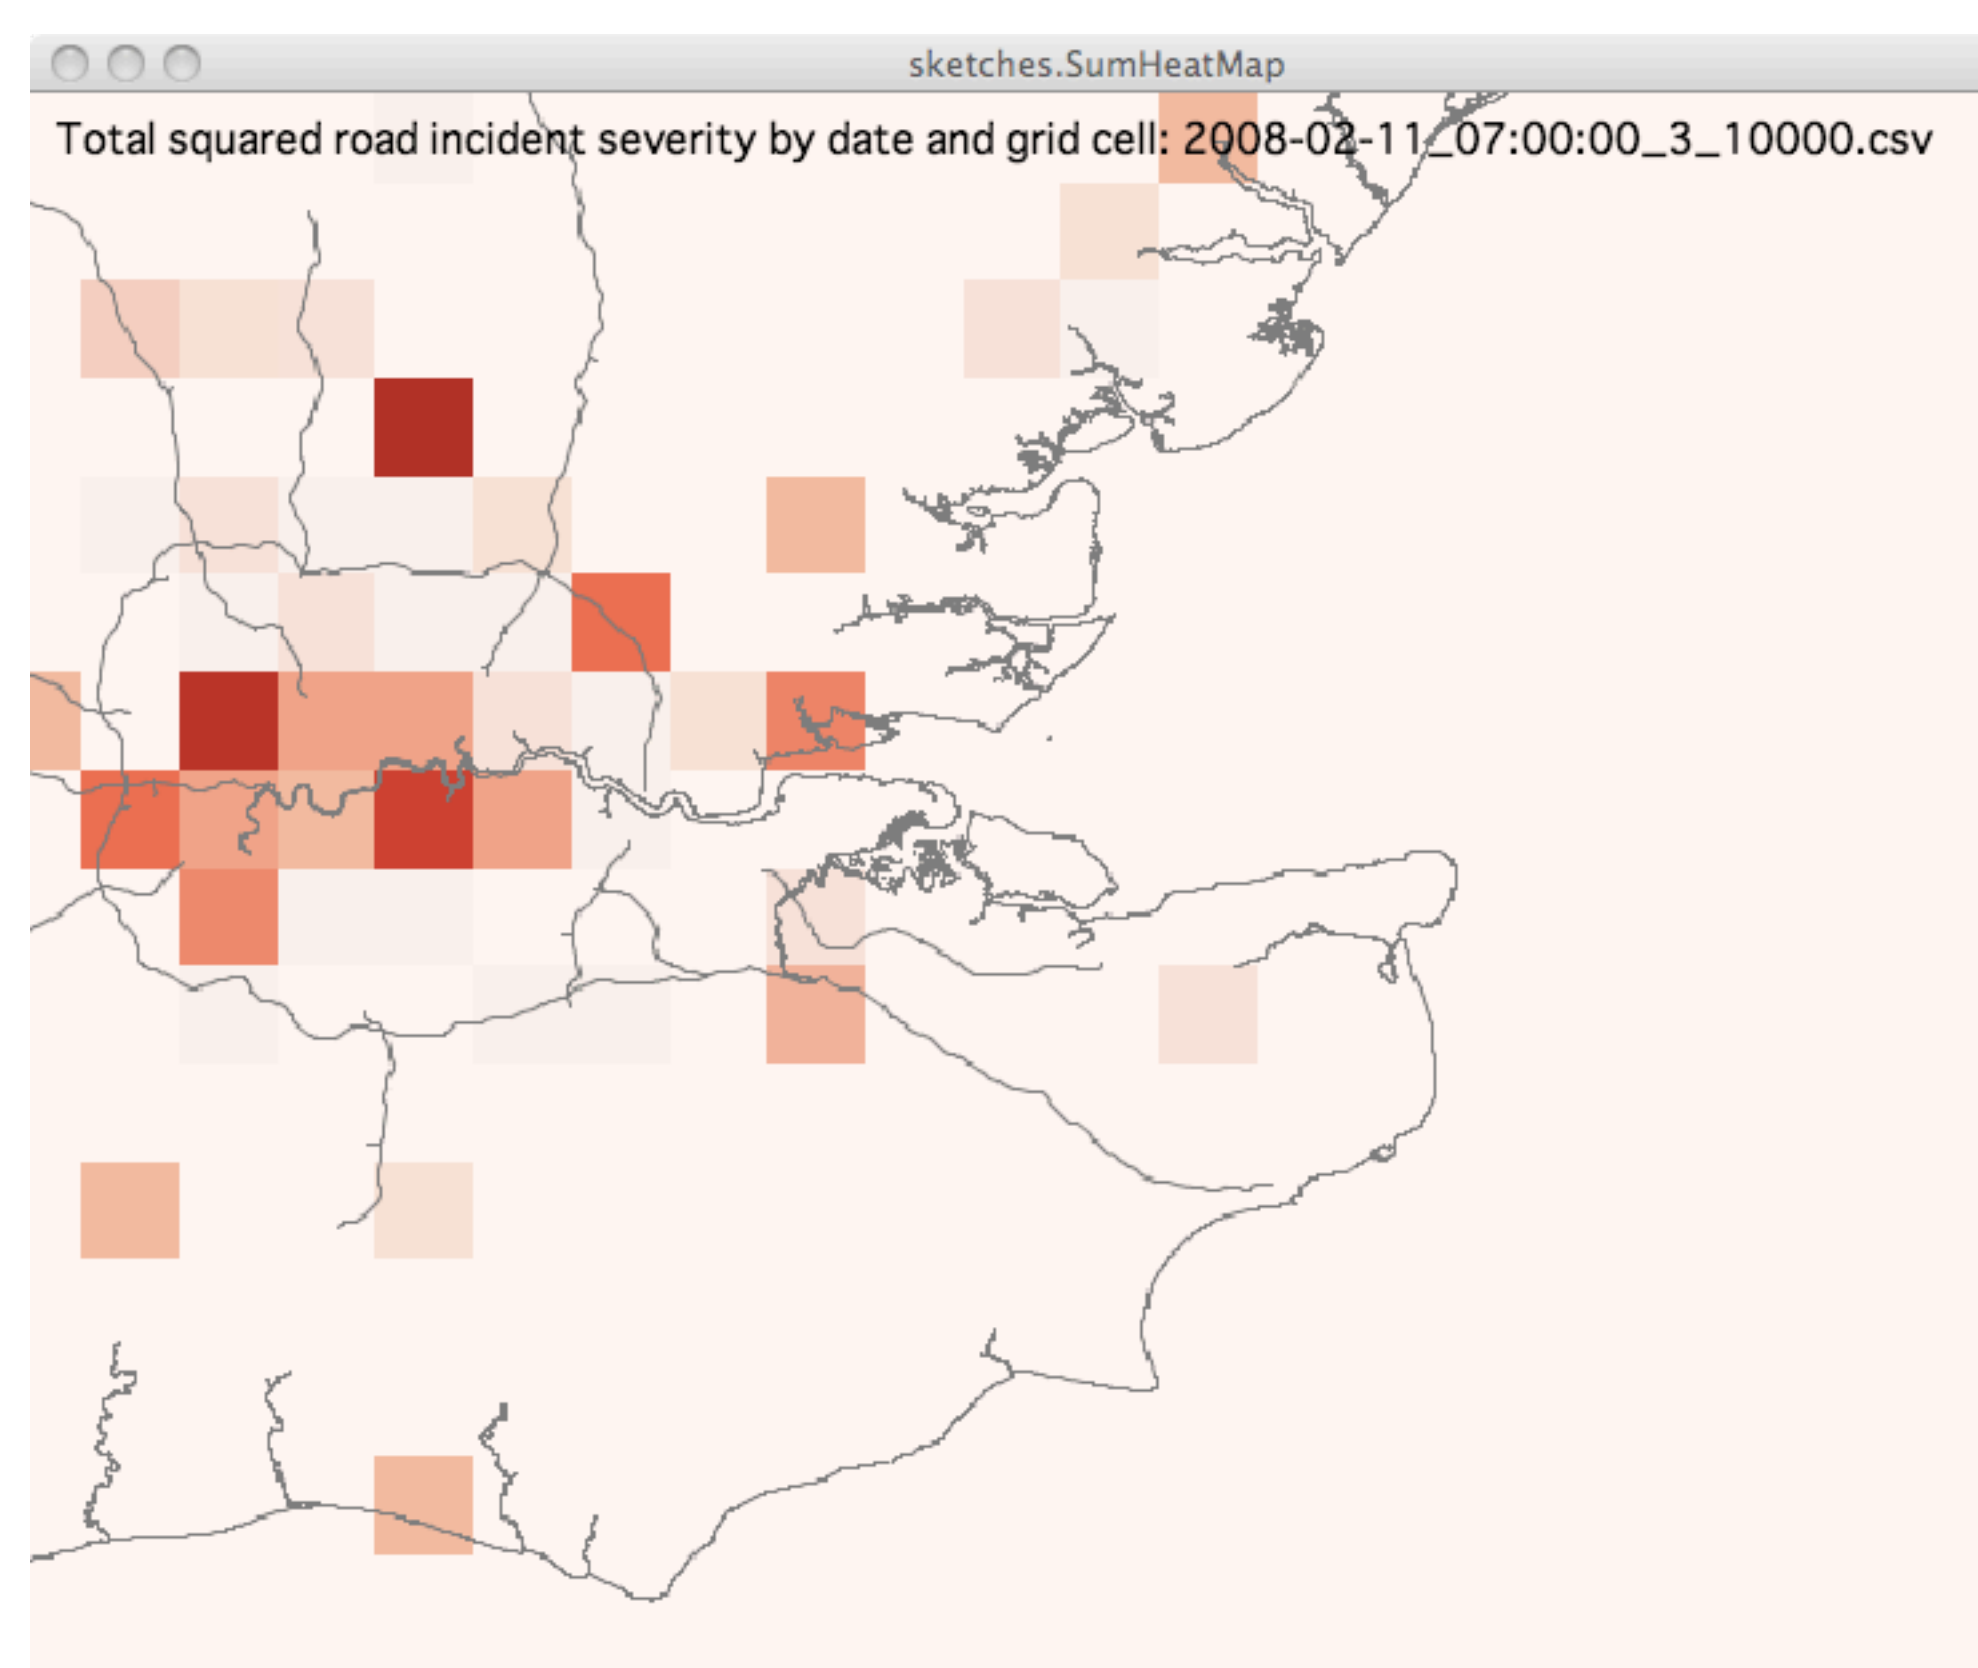 sketches.SumHeatMap
Total squared road incident severity by date and grid cell: 2008-02-11_07:00:00_3_10000.csv